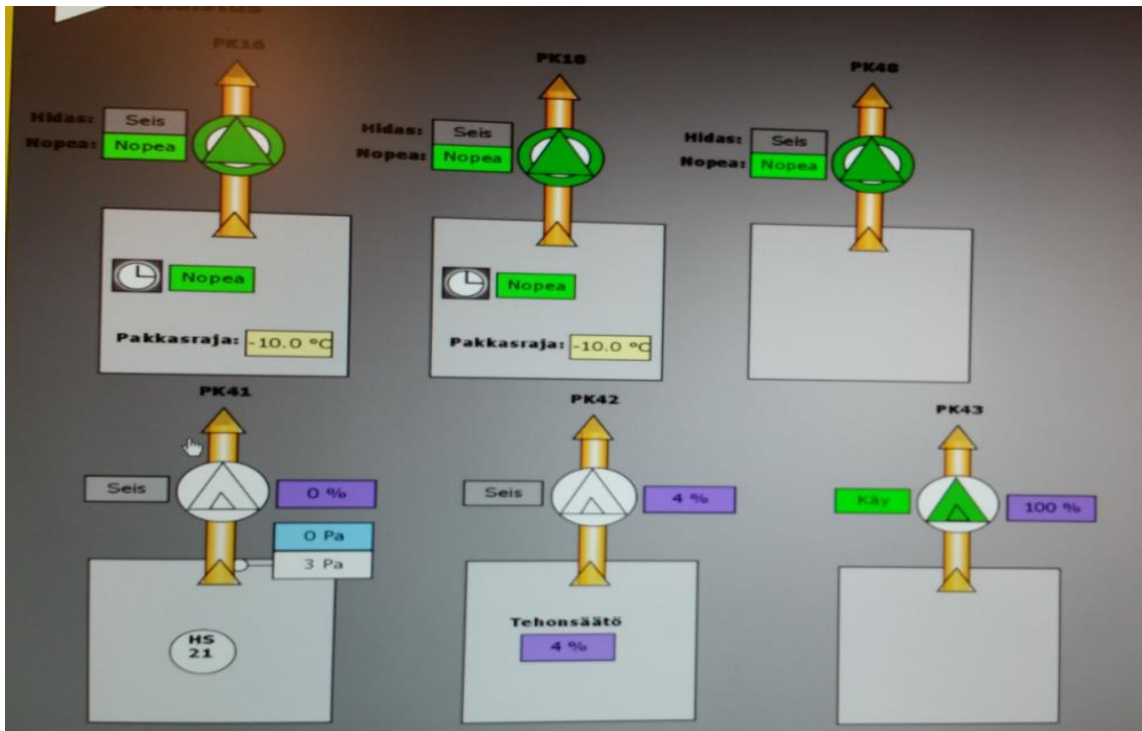 PK16
Hidas: Seis
Nopea: Nopea
Nopea
Pakkasraja: -10.0 °C
PK18
Hidas: Seis
Nopea: Nopea
Nopea
Pakkasraja: -10.0 °C
PK48
Hidas: Seis
Nopea: Nopea
PK41
Seis
0 %
0 Pa
3 Pa
HS
21
PK42
Seis
4 %
Tehonsäätö
4 %
PK43
Käy
100 %